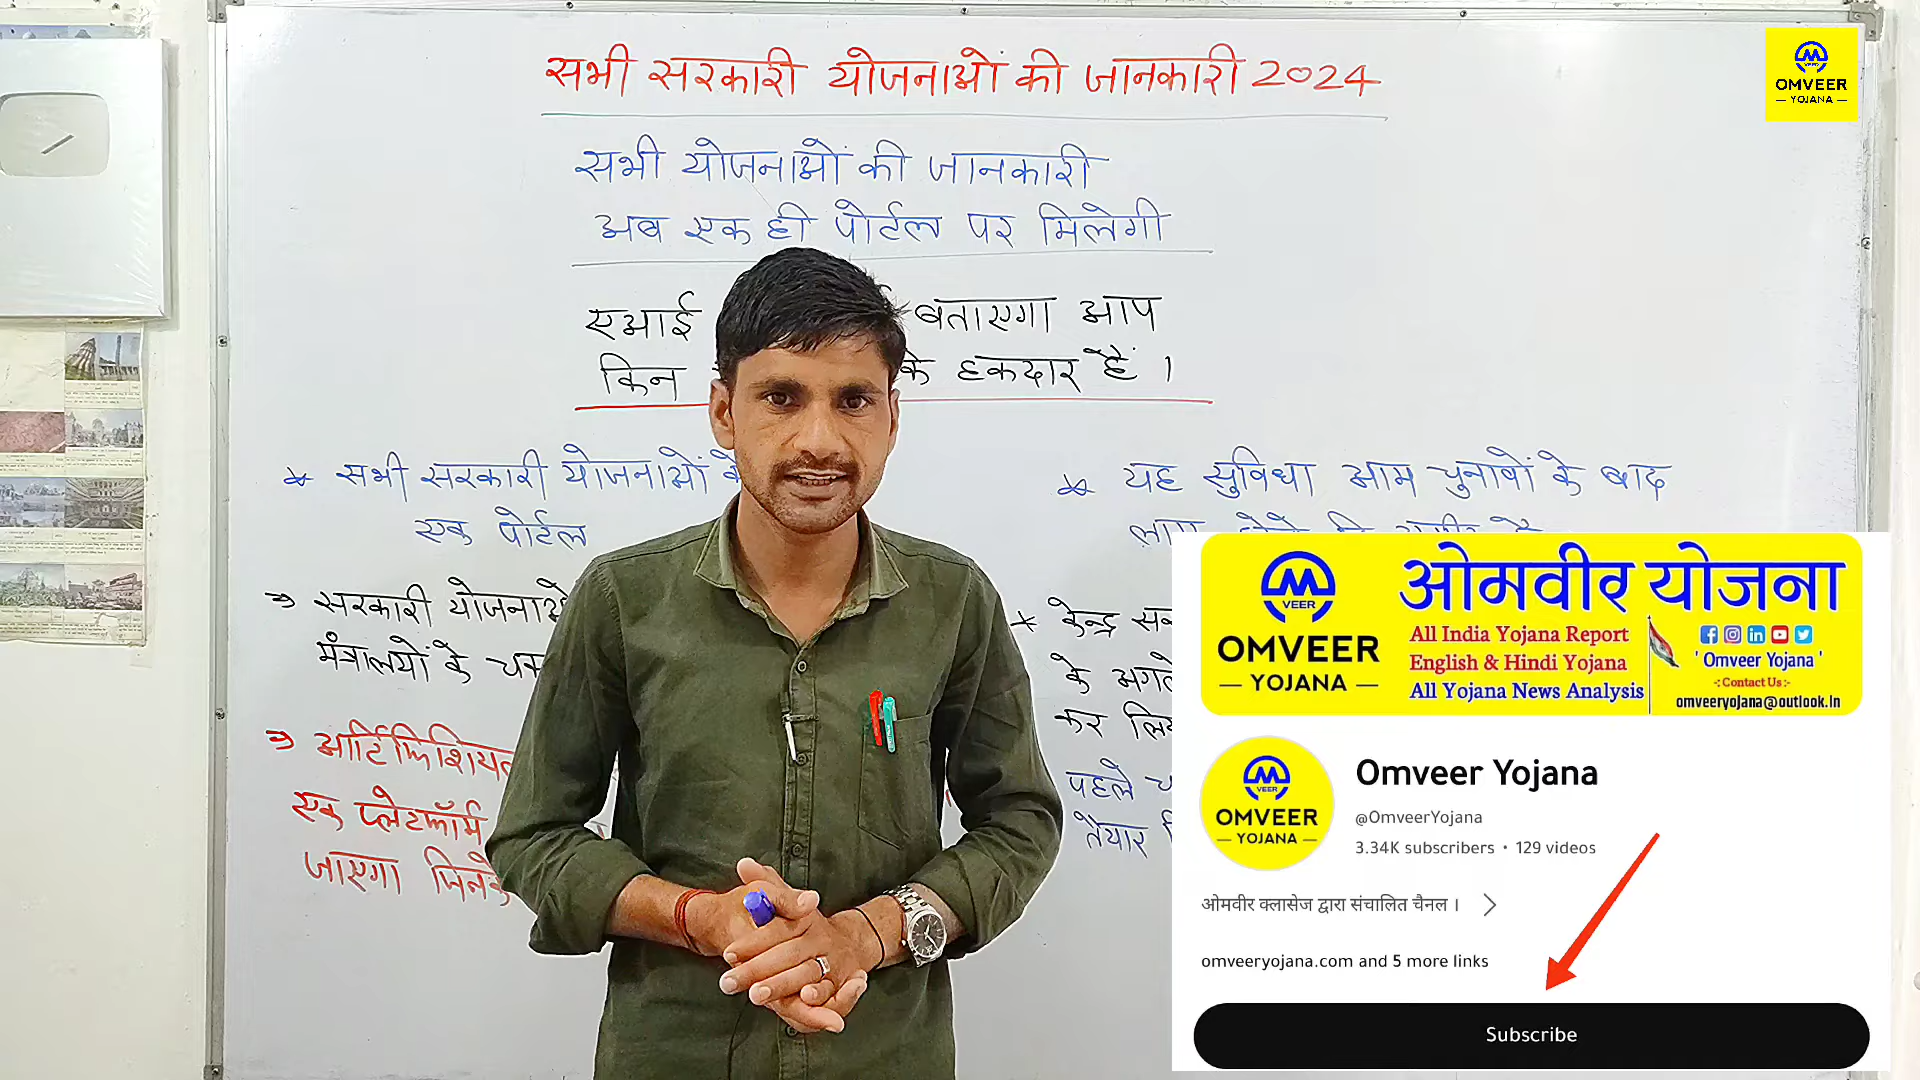 सभी सरकारी योजनाओं की जानकारी 2024
सभी योजनाओं की जानकारी
अब एक ही पोर्टल पर मिलेगी
एआई बताएगा आप
किन के हकदार हैं ।
* सभी सरकारी योजनाओं के
एक पोर्टल
⇒ सरकारी योजनाओं
मंत्रालयों के
⇒ आर्टिफिशियल
एक प्लेटफॉर्म
जाएगा जिनके
* यह सुविधा आम चुनावों के बाद
* केन्द्र
के अगले
कर
पहले
तैयार
VEER
OMVEER
— YOJANA —
VEER
OMVEER
— YOJANA —
ओमवीर योजना
All India Yojana Report
English & Hindi Yojana
All Yojana News Analysis
' Omveer Yojana '
-: Contact Us :-
omveeryojana@outlook.in
VEER
OMVEER
— YOJANA —
Omveer Yojana
@OmveerYojana
3.34K subscribers • 129 videos
ओमवीर क्लासेज द्वारा संचालित चैनल ।
omveeryojana.com and 5 more links
Subscribe